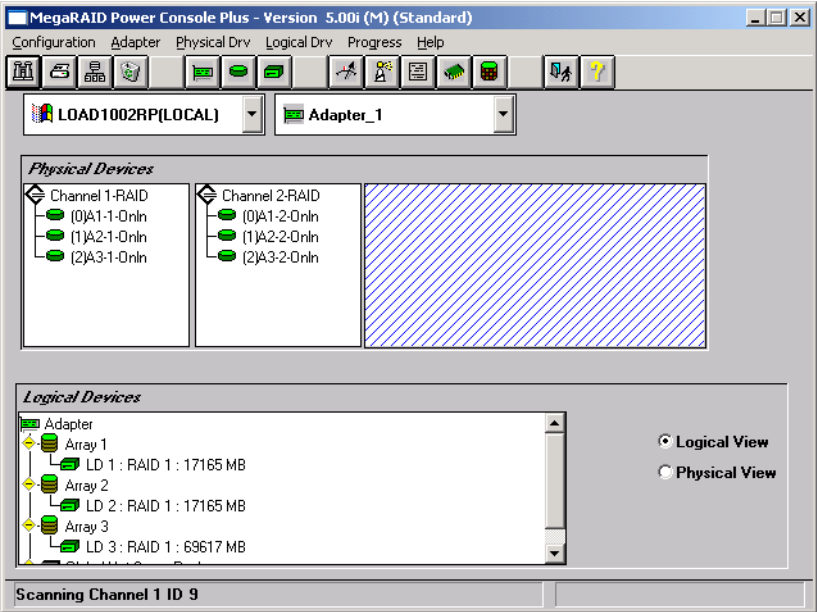 MegaRAID Power Console Plus - Version 5.00i (M) (Standard)
Configuration Adapter Physical Drv Logical Drv Progress Help
LOAD1002RP(LOCAL) Adapter_1
Physical Devices
Channel 1-RAID
(0)A1-1-Onln
(1)A2-1-Onln
(2)A3-1-Onln
Channel 2-RAID
(0)A1-2-Onln
(1)A2-2-Onln
(2)A3-2-Onln
Logical Devices
Adapter
Array 1
LD 1 : RAID 1 : 17165 MB
Array 2
LD 2 : RAID 1 : 17165 MB
Array 3
LD 3 : RAID 1 : 69617 MB
Logical View
Physical View
Scanning Channel 1 ID 9